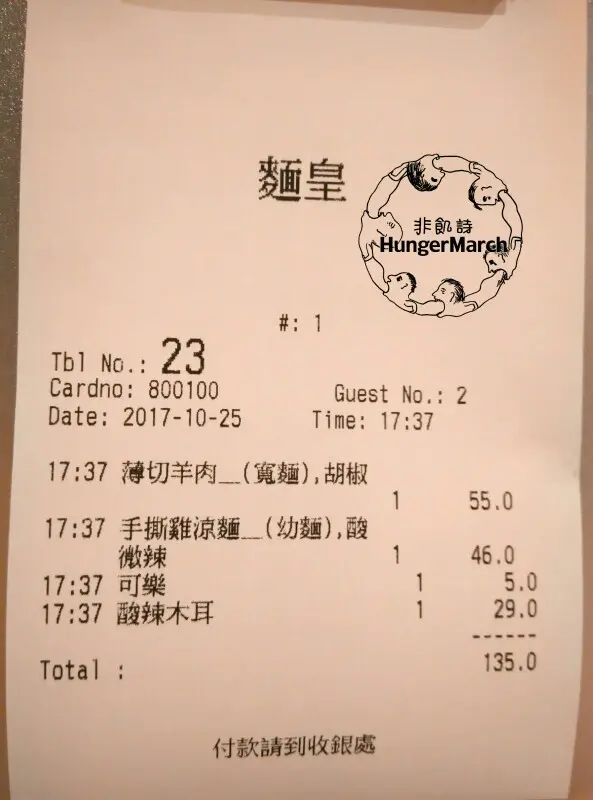 麵皇
非飢詩
HungerMarch
#: 1
Tbl No.: 23
Cardno: 800100 Guest No.: 2
Date: 2017-10-25 Time: 17:37
17:37 薄切羊肉__(寬麵),胡椒
1 55.0
17:37 手撕雞涼麵__(幼麵),酸
微辣 1 46.0
17:37 可樂 1 5.0
17:37 酸辣木耳 1 29.0
------
Total : 135.0
付款請到收銀處